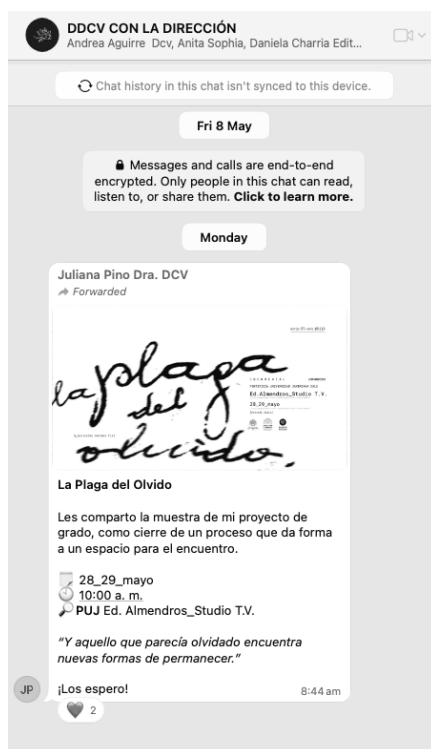 DDCV CON LA DIRECCIÓN
Andrea Aguirre  Dcv, Anita Sophia, Daniela Charria Edit...
Chat history in this chat isn't synced to this device.
Fri 8 May
Messages and calls are end-to-end
encrypted. Only people in this chat can read,
listen to, or share them. Click to learn more.
Monday
Juliana Pino Dra. DCV
Forwarded
la plaga
del
olvido.
Ed.Almendros_Studio T.V.
28_29_mayo
La Plaga del Olvido
Les comparto la muestra de mi proyecto de
grado, como cierre de un proceso que da forma
a un espacio para el encuentro.
28_29_mayo
10:00 a. m.
PUJ Ed. Almendros_Studio T.V.
“Y aquello que parecía olvidado encuentra
nuevas formas de permanecer.”
¡Los espero!
8:44 am
JP
2